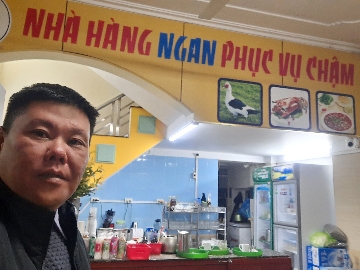 NHÀ HÀNG NGAN PHỤC VỤ CHẬM